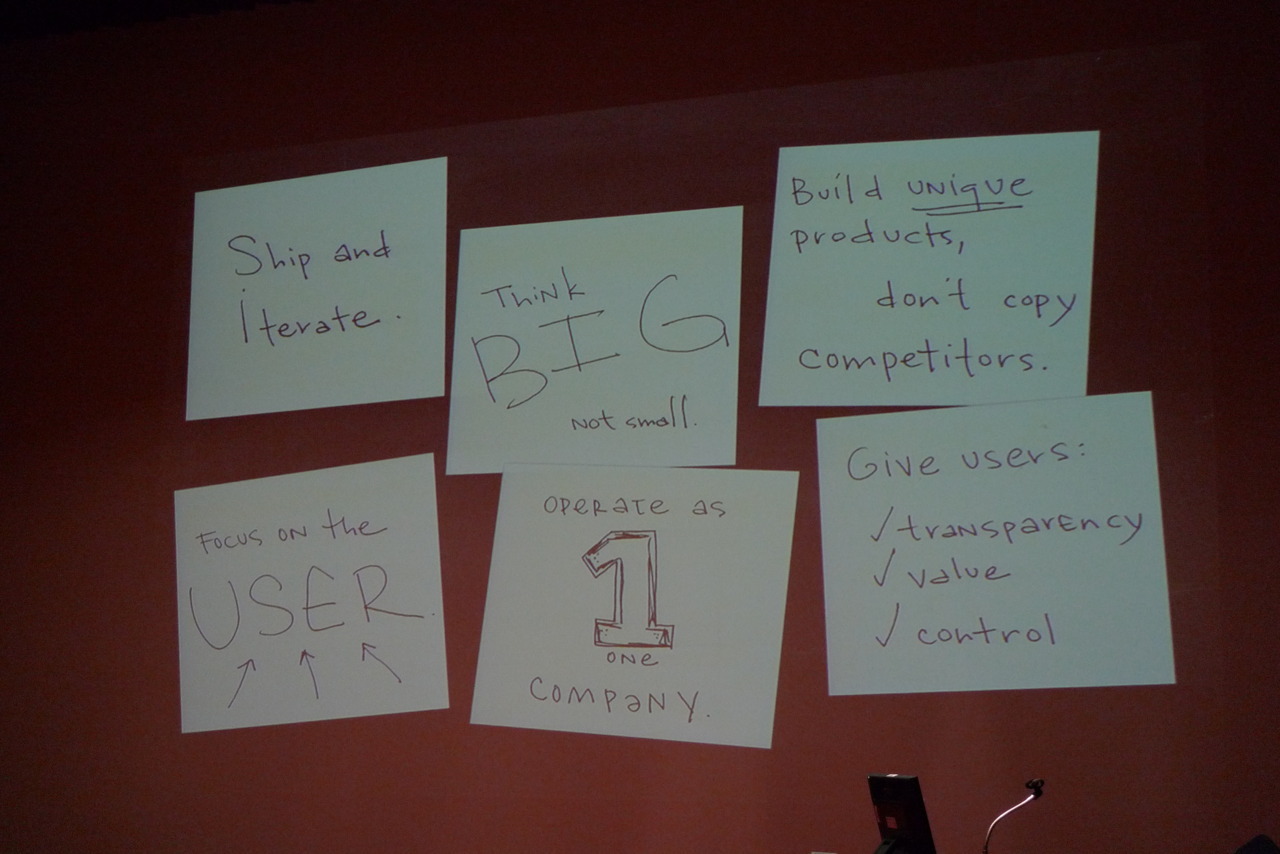 Ship and
Iterate.
Think
BIG
not small.
Build unique
products,
don't copy
competitors.
Focus on the
USER.
Operate as
1
one
company.
Give users:
✓ transparency
✓ value
✓ control